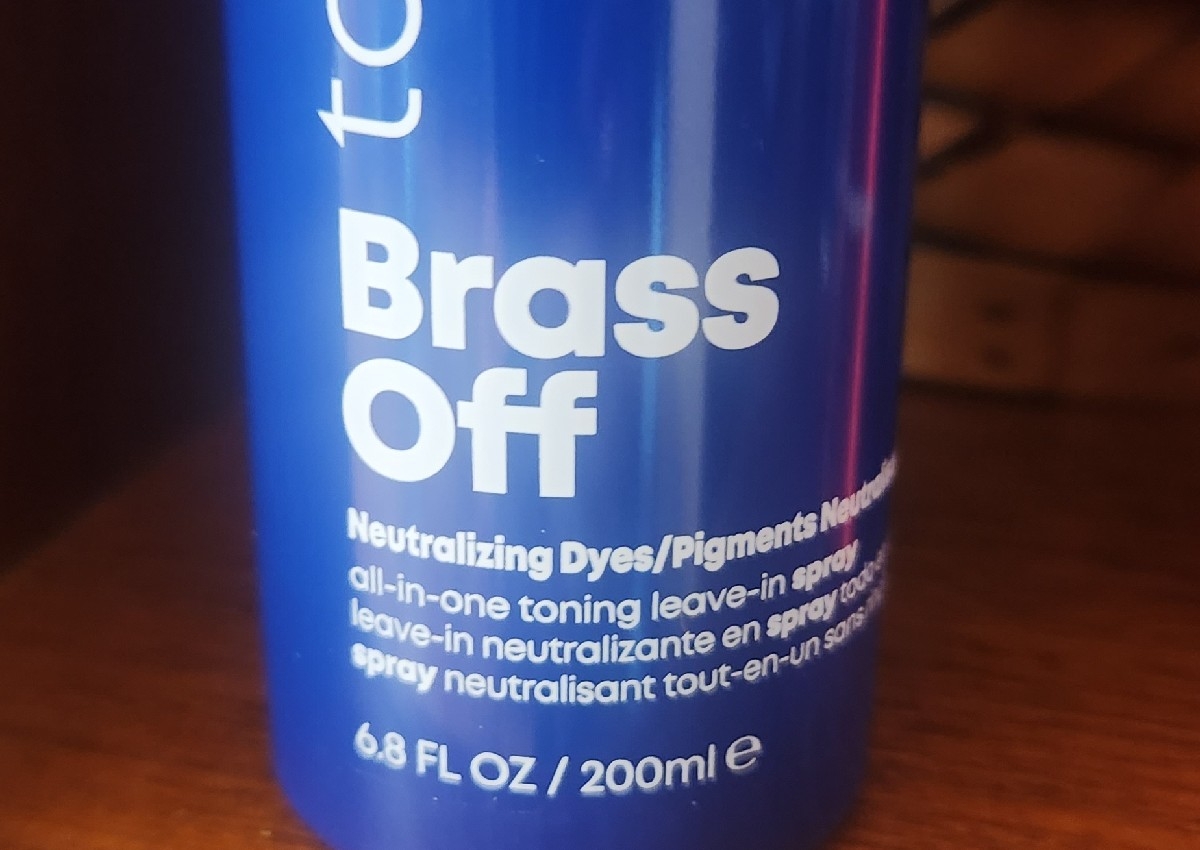 Brass
Off
Neutralizing Dyes/Pigments
all-in-one toning leave-in spray
leave-in neutralizante en spray
spray neutralisant tout-en-un sans
6.8 FL OZ / 200ml ℮